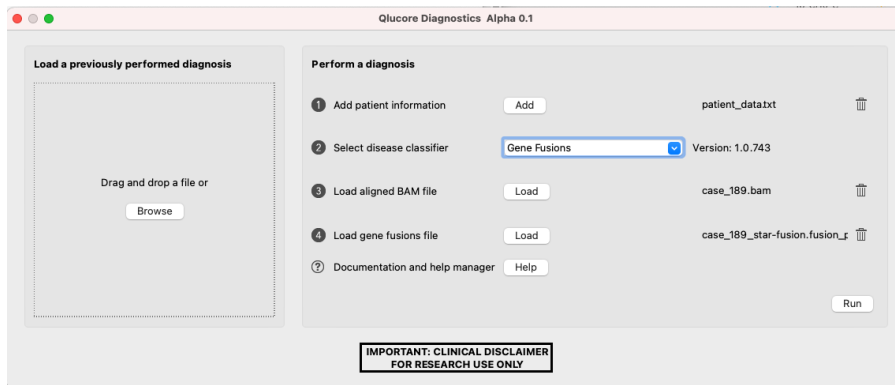 Qlucore Diagnostics Alpha 0.1
Load a previously performed diagnosis
Drag and drop a file or
Browse
Perform a diagnosis
1 Add patient information Add patient_data.txt
2 Select disease classifier Gene Fusions Version: 1.0.743
3 Load aligned BAM file Load case_189.bam
4 Load gene fusions file Load case_189_star-fusion.fusion_p
? Documentation and help manager Help
Run
IMPORTANT: CLINICAL DISCLAIMER
FOR RESEARCH USE ONLY